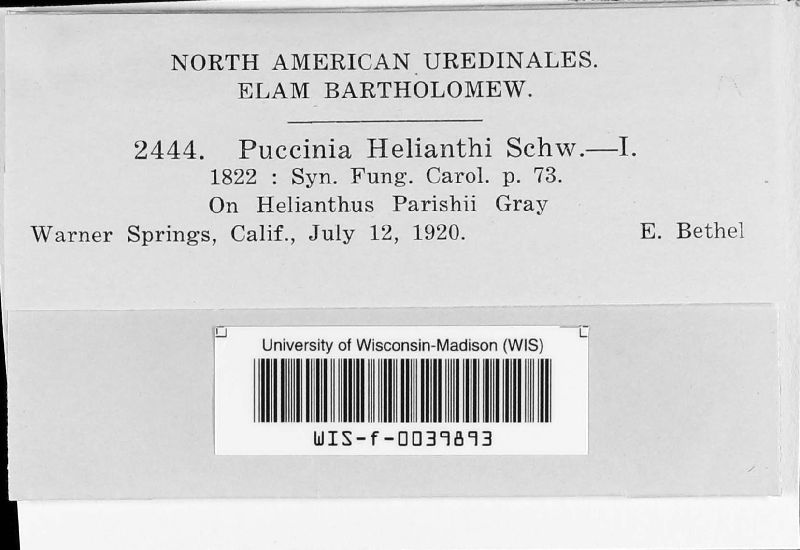 NORTH AMERICAN UREDINALES.
ELAM BARTHOLOMEW.
2444. Puccinia Helianthi Schw.—I.
1822 : Syn. Fung. Carol. p. 73.
On Helianthus Parishii Gray
Warner Springs, Calif., July 12, 1920. E. Bethel
University of Wisconsin-Madison (WIS)
WIS-f-0039893